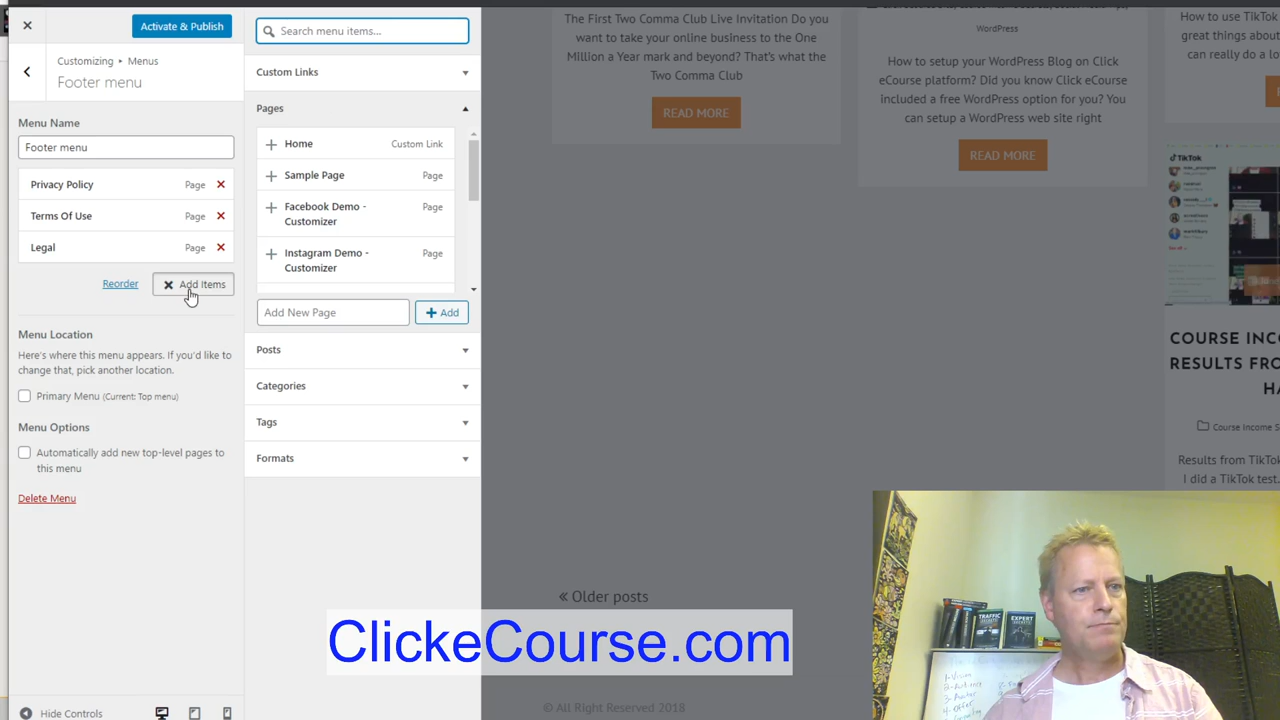 Activate & Publish
Customizing ▸ Menus
Footer menu
Menu Name
Footer menu
Privacy Policy Page
Terms Of Use Page
Legal Page
Reorder
Add Items
Menu Location
Here's where this menu appears. If you'd like to
change that, pick another location.
Primary Menu (Current: Top menu)
Menu Options
Automatically add new top-level pages to
this menu
Delete Menu
Hide Controls
Search menu items...
Custom Links
Pages
Home Custom Link
Sample Page Page
Facebook Demo - Page
Customizer
Instagram Demo - Page
Customizer
Add New Page
Add
Posts
Categories
Tags
Formats
The First Two Comma Club Live Invitation Do you
want to take your online business to the One
Million a Year mark and beyond? That's what the
Two Comma Club
READ MORE
WordPress
How to setup your WordPress Blog on Click
eCourse platform? Did you know Click eCourse
included a free WordPress option for you? You
can setup a WordPress web site right
READ MORE
How to use TikTok
great things about
can really do a lo
TikTok
COURSE INCO
RESULTS FROM
HA
Course Income S
Results from TikTok
I did a TikTok test.
« Older posts
© All Right Reserved 2018
ClickeCourse.com
TRAFFIC
SECRETS
EXPERT
SECRETS